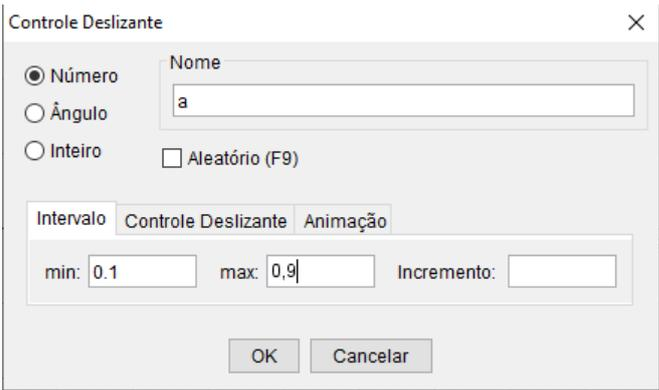 Controle Deslizante
Número
Ângulo
Inteiro
Nome
a
Aleatório (F9)
Intervalo Controle Deslizante Animação
min: 0.1 max: 0,9 Incremento:
OK Cancelar